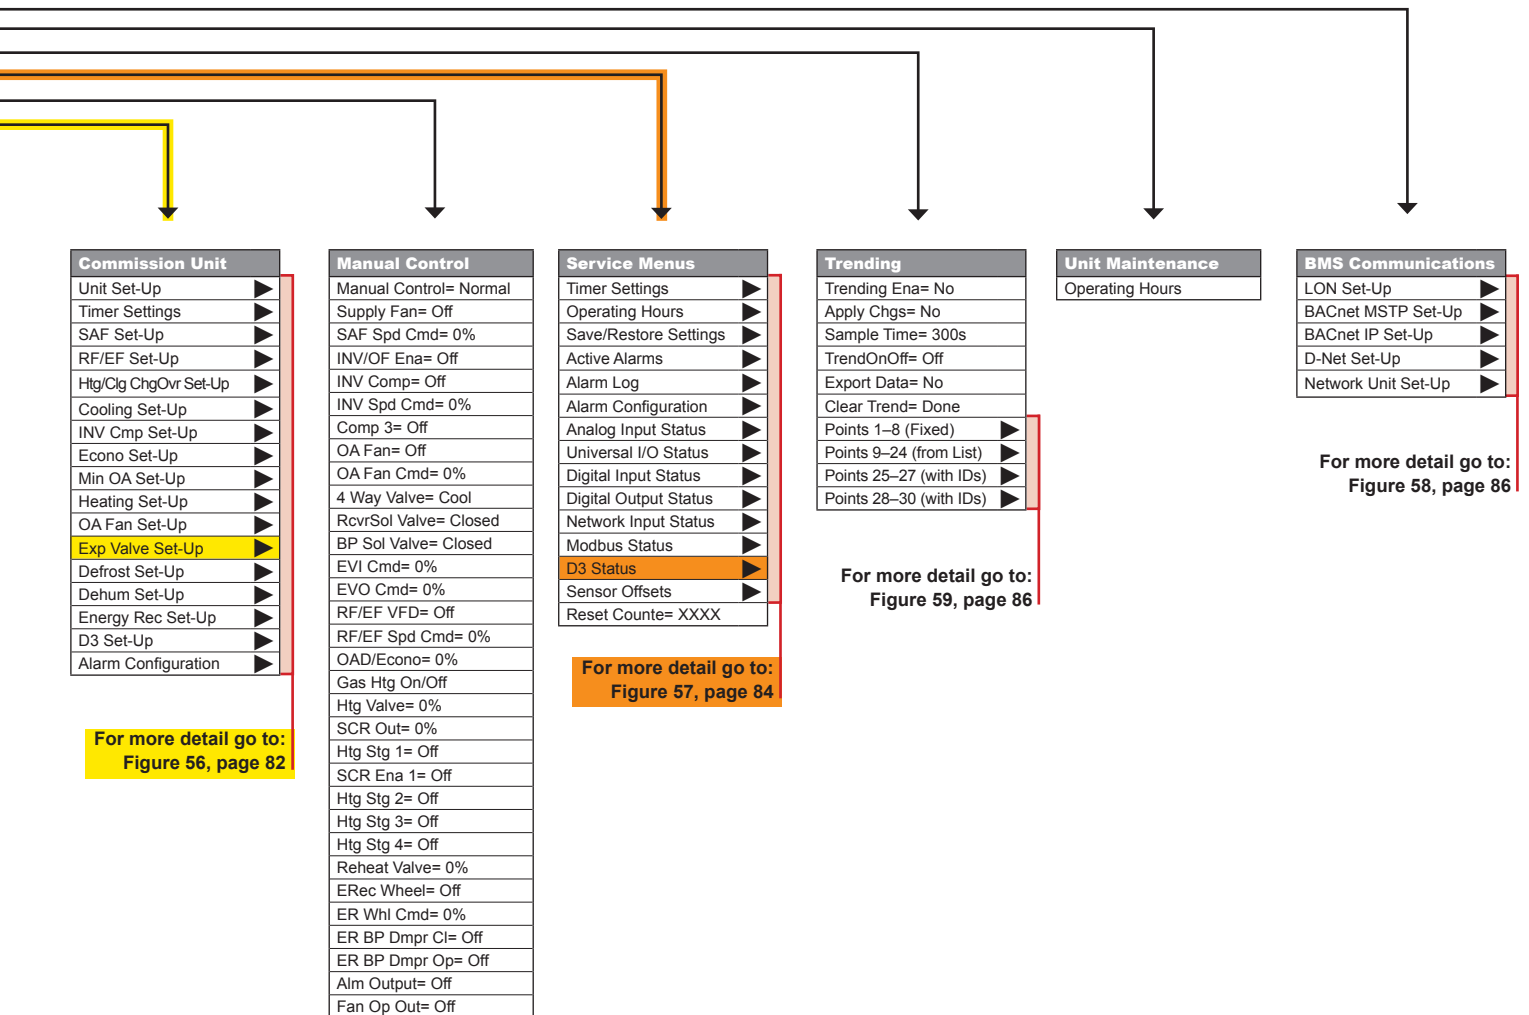 Commission Unit
Unit Set-Up
Timer Settings
SAF Set-Up
RF/EF Set-Up
Htg/Clg ChgOvr Set-Up
Cooling Set-Up
INV Cmp Set-Up
Econo Set-Up
Min OA Set-Up
Heating Set-Up
OA Fan Set-Up
Exp Valve Set-Up
Defrost Set-Up
Dehum Set-Up
Energy Rec Set-Up
D3 Set-Up
Alarm Configuration
For more detail go to:
Figure 56, page 82
Manual Control
Manual Control= Normal
Supply Fan= Off
SAF Spd Cmd= 0%
INV/OF Ena= Off
INV Comp= Off
INV Spd Cmd= 0%
Comp 3= Off
OA Fan= Off
OA Fan Cmd= 0%
4 Way Valve= Cool
RcvrSol Valve= Closed
BP Sol Valve= Closed
EVI Cmd= 0%
EVO Cmd= 0%
RF/EF VFD= Off
RF/EF Spd Cmd= 0%
OAD/Econo= 0%
Gas Htg On/Off
Htg Valve= 0%
SCR Out= 0%
Htg Stg 1= Off
SCR Ena 1= Off
Htg Stg 2= Off
Htg Stg 3= Off
Htg Stg 4= Off
Reheat Valve= 0%
ERec Wheel= Off
ER Whl Cmd= 0%
ER BP Dmpr Cl= Off
ER BP Dmpr Op= Off
Alm Output= Off
Fan Op Out= Off
Service Menus
Timer Settings
Operating Hours
Save/Restore Settings
Active Alarms
Alarm Log
Alarm Configuration
Analog Input Status
Universal I/O Status
Digital Input Status
Digital Output Status
Network Input Status
Modbus Status
D3 Status
Sensor Offsets
Reset Counte= XXXX
For more detail go to:
Figure 57, page 84
Trending
Trending Ena= No
Apply Chgs= No
Sample Time= 300s
TrendOnOff= Off
Export Data= No
Clear Trend= Done
Points 1–8 (Fixed)
Points 9–24 (from List)
Points 25–27 (with IDs)
Points 28–30 (with IDs)
For more detail go to:
Figure 59, page 86
Unit Maintenance
Operating Hours
BMS Communications
LON Set-Up
BACnet MSTP Set-Up
BACnet IP Set-Up
D-Net Set-Up
Network Unit Set-Up
For more detail go to:
Figure 58, page 86